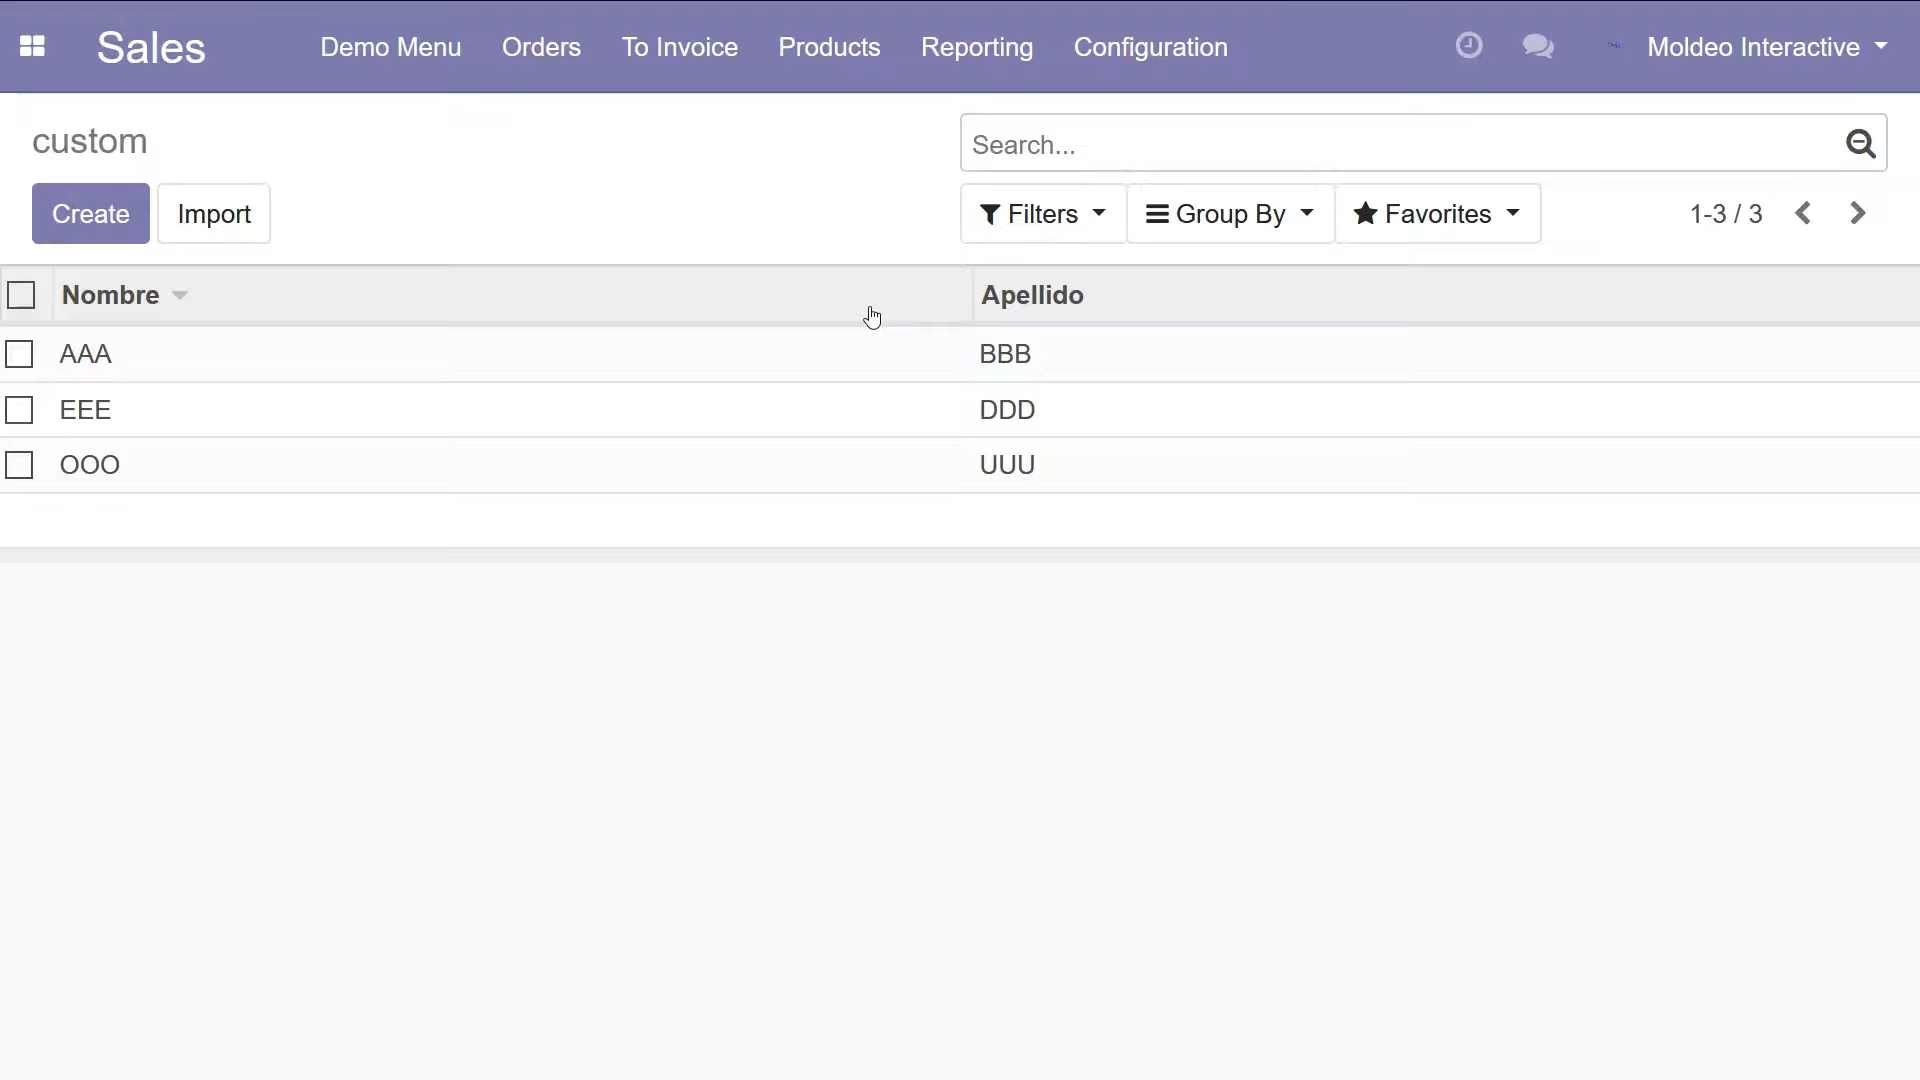 Sales Demo Menu Orders To Invoice Products Reporting Configuration Moldeo Interactive
custom Search...
Create Import Filters Group By Favorites 1-3 / 3
Nombre Apellido
AAA BBB
EEE DDD
OOO UUU